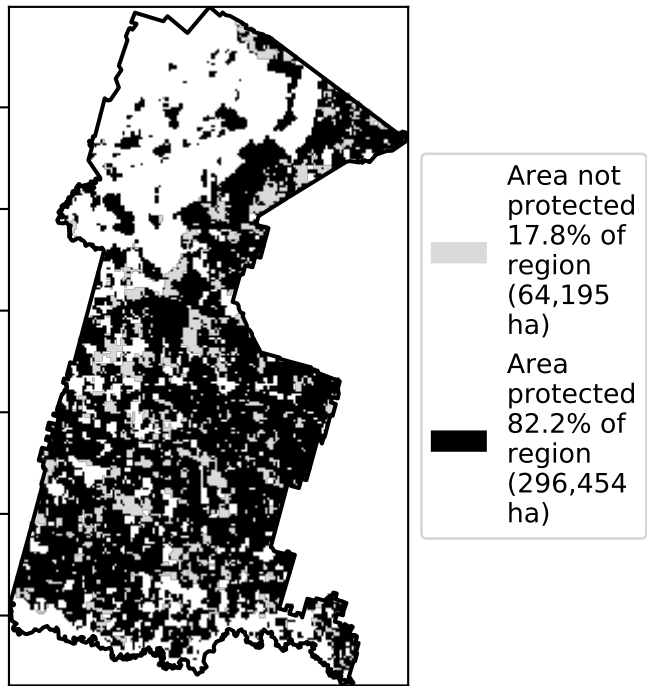 Area not
protected
17.8% of
region
(64,195
ha)
Area
protected
82.2% of
region
(296,454
ha)